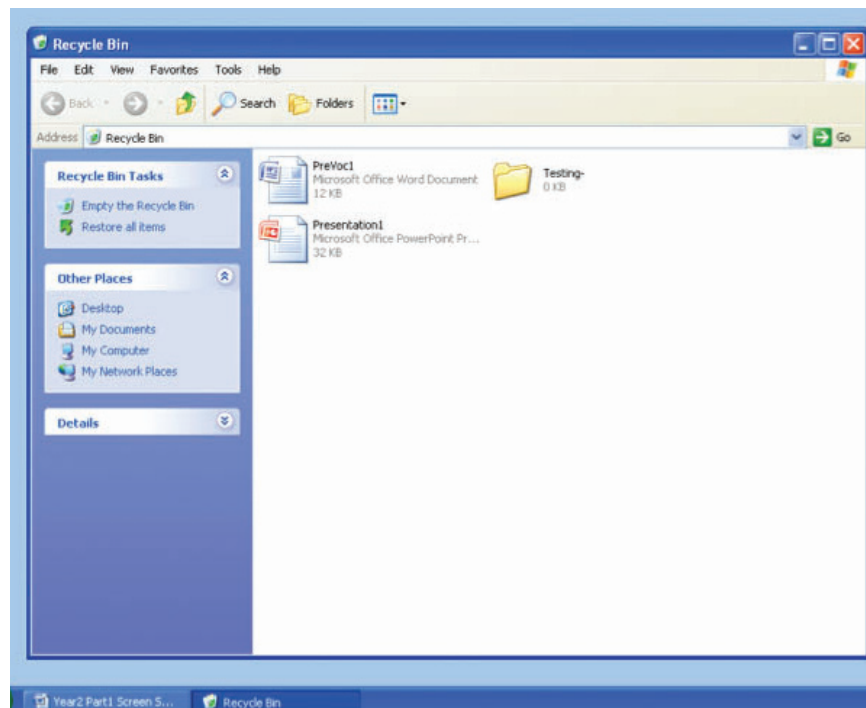 Recycle Bin
File Edit View Favorites Tools Help
Back Search Folders
Address Recycle Bin Go
Recycle Bin Tasks
Empty the Recycle Bin
Restore all items
Other Places
Desktop
My Documents
My Computer
My Network Places
Details
PreVoc1
Microsoft Office Word Document
12 KB
Testing-
0 KB
Presentation1
Microsoft Office PowerPoint Pr...
32 KB
Year2 Part1 Screen S... Recycle Bin